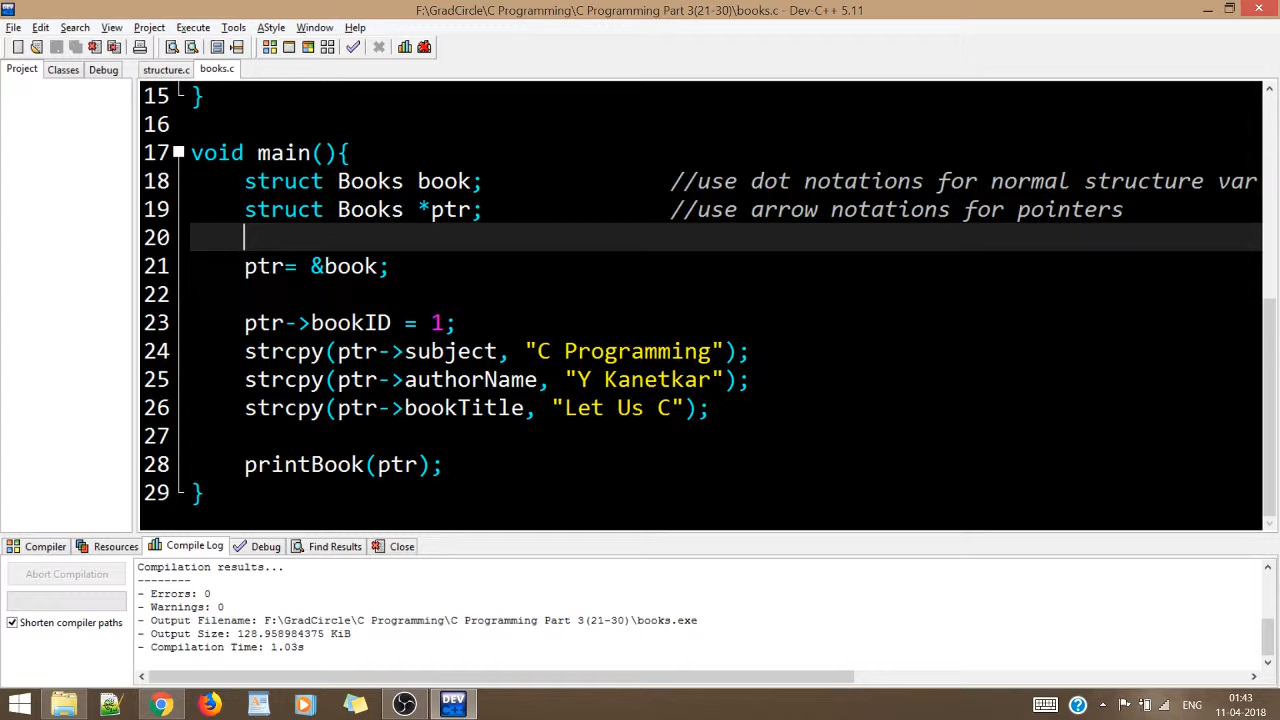 F:\GradCircle\C Programming\C Programming Part 3(21-30)\books.c - Dev-C++ 5.11
File Edit Search View Project Execute Tools AStyle Window Help
Project Classes Debug
structure.c books.c
15 }
16
17 void main(){
18 struct Books book; //use dot notations for normal structure var
19 struct Books *ptr; //use arrow notations for pointers
20
21 ptr= &book;
22
23 ptr->bookID = 1;
24 strcpy(ptr->subject, "C Programming");
25 strcpy(ptr->authorName, "Y Kanetkar");
26 strcpy(ptr->bookTitle, "Let Us C");
27
28 printBook(ptr);
29 }
Compiler Resources Compile Log Debug Find Results Close
Abort Compilation
Shorten compiler paths
Compilation results...
--------
- Errors: 0
- Warnings: 0
- Output Filename: F:\GradCircle\C Programming\C Programming Part 3(21-30)\books.exe
- Output Size: 128.958984375 KiB
- Compilation Time: 1.03s
DEV
ENG
01:43
11-04-2018